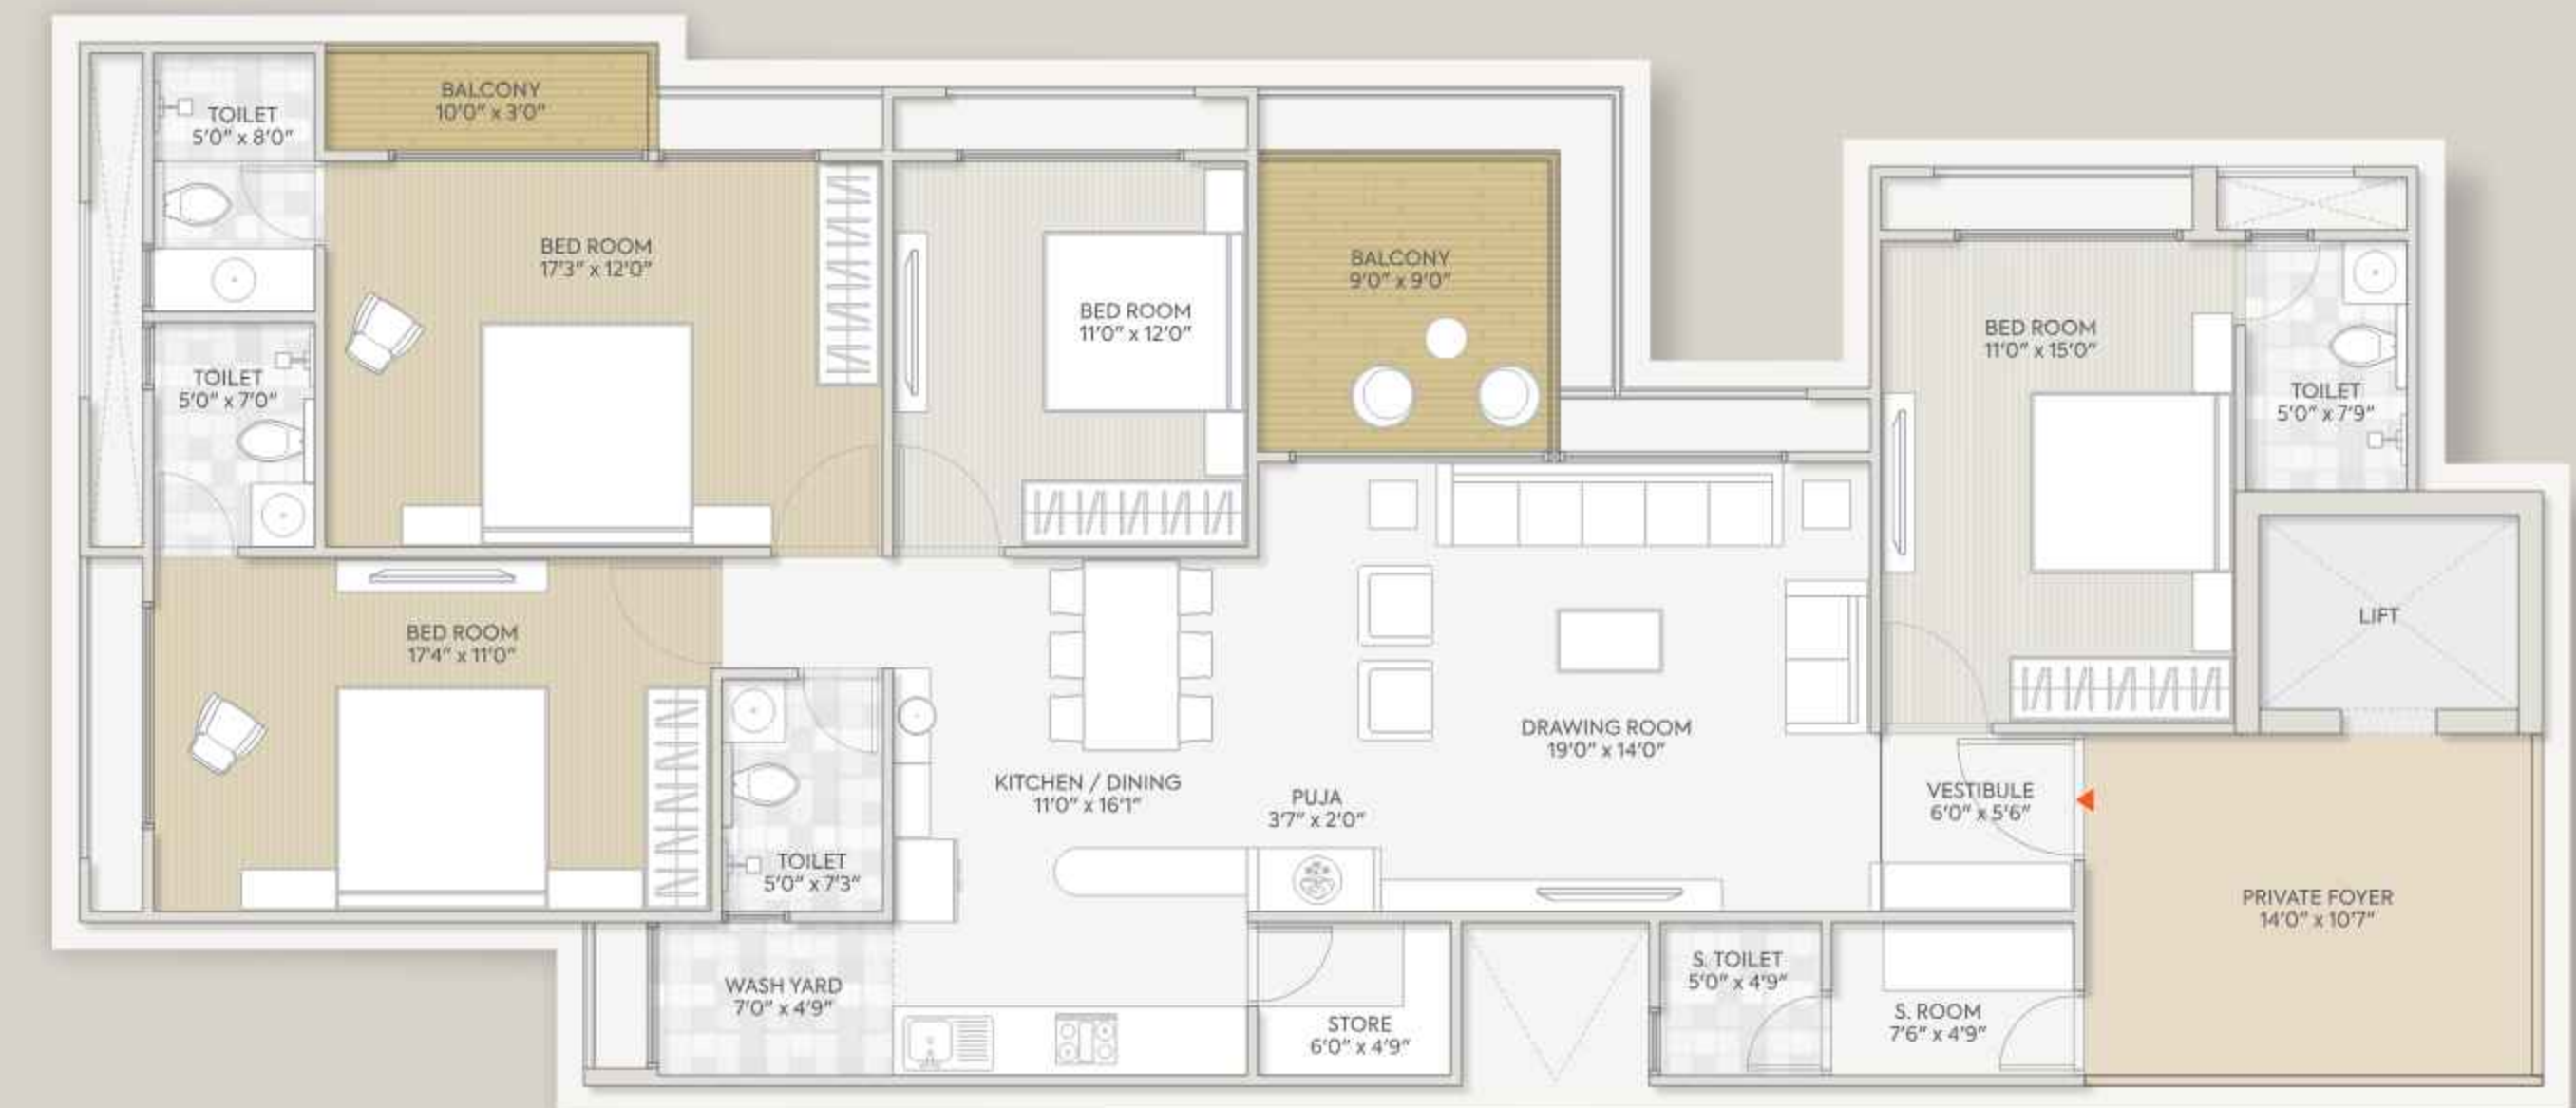 BALCONY
10'0" x 3'0"
TOILET
5'0" x 8'0"
BED ROOM
17'3" x 12'0"
BALCONY
9'0" x 9'0"
BED ROOM
11'0" x 12'0"
BED ROOM
11'0" x 15'0"
TOILET
5'0" x 7'0"
TOILET
5'0" x 7'9"
LIFT
BED ROOM
17'4" x 11'0"
DRAWING ROOM
19'0" x 14'0"
KITCHEN / DINING
11'0" x 16'1"
PUJA
3'7" x 2'0"
VESTIBULE
6'0" x 5'6"
TOILET
5'0" x 7'3"
PRIVATE FOYER
14'0" x 10'7"
WASH YARD
7'0" x 4'9"
S. TOILET
5'0" x 4'9"
STORE
6'0" x 4'9"
S. ROOM
7'6" x 4'9"